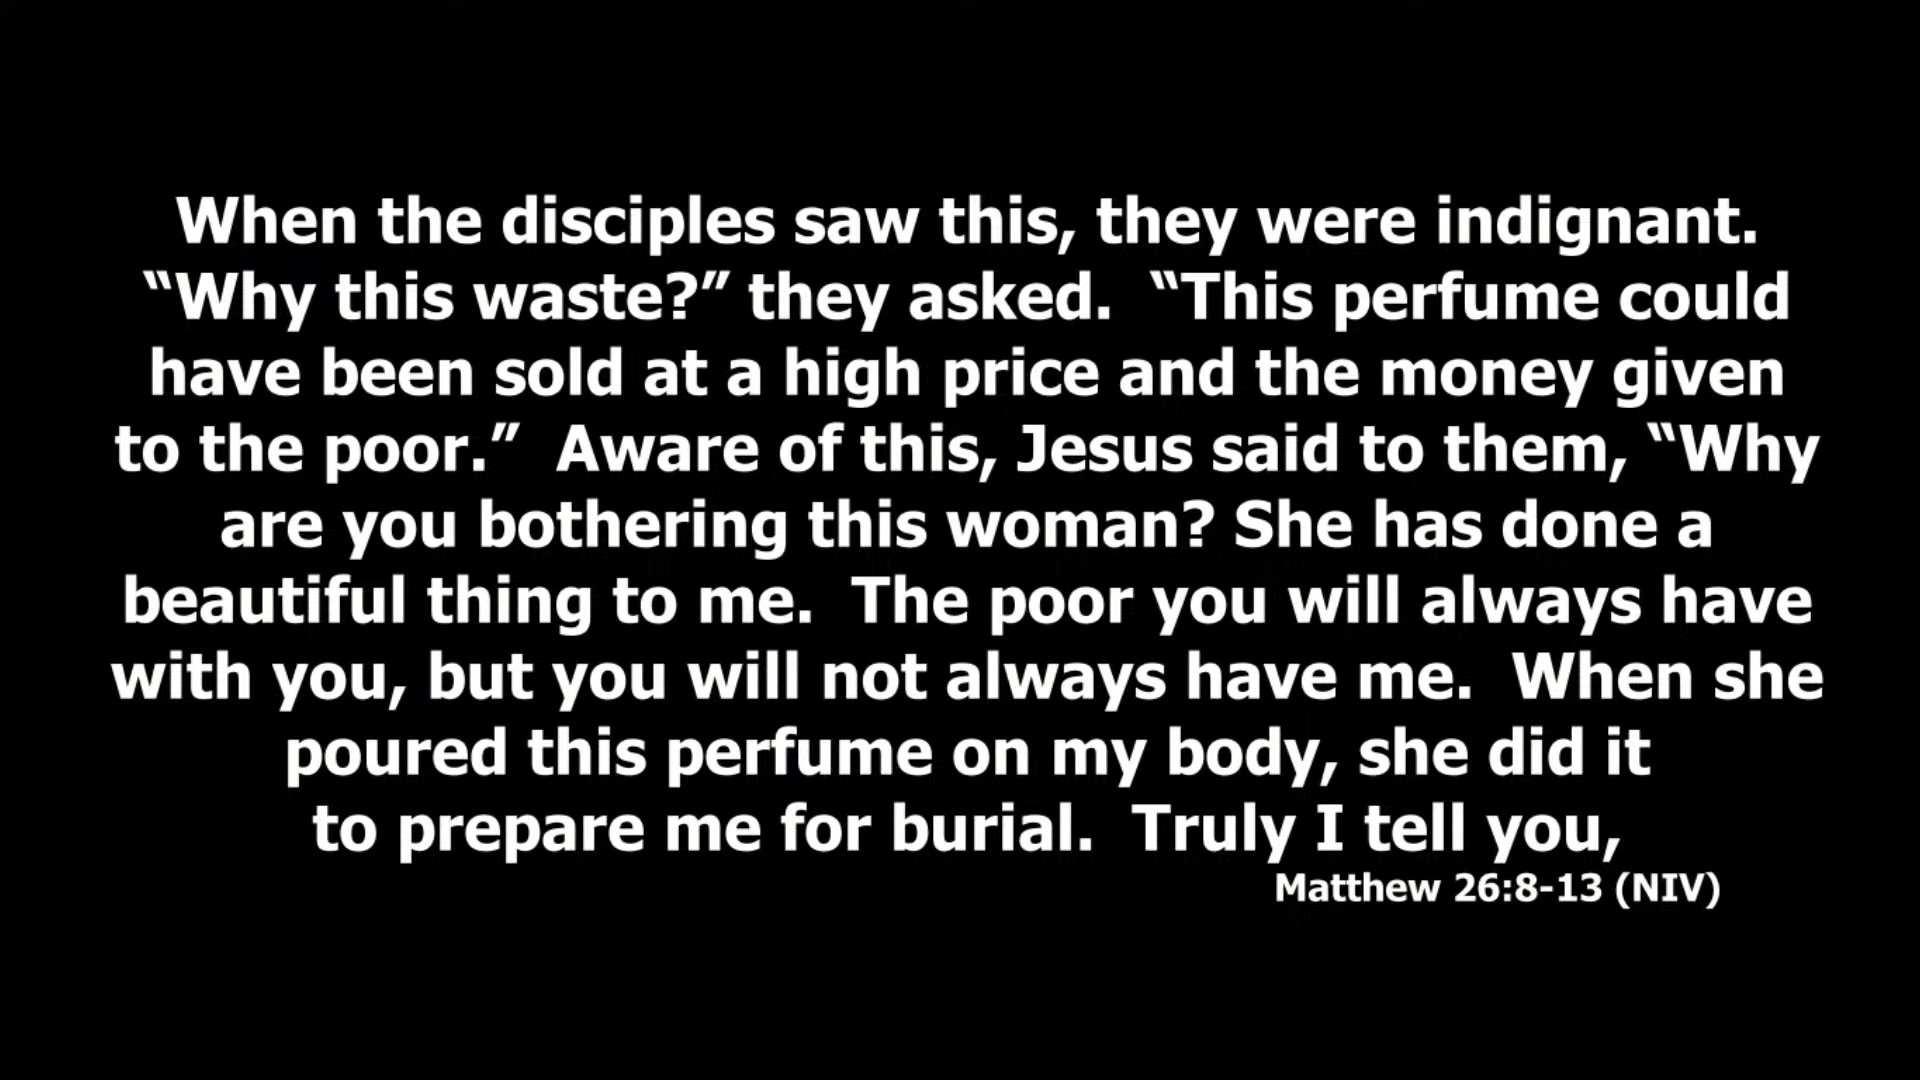 When the disciples saw this, they were indignant.
“Why this waste?” they asked.  “This perfume could
have been sold at a high price and the money given
to the poor.”  Aware of this, Jesus said to them, “Why
are you bothering this woman? She has done a
beautiful thing to me.  The poor you will always have
with you, but you will not always have me.  When she
poured this perfume on my body, she did it
to prepare me for burial.  Truly I tell you,
Matthew 26:8-13 (NIV)